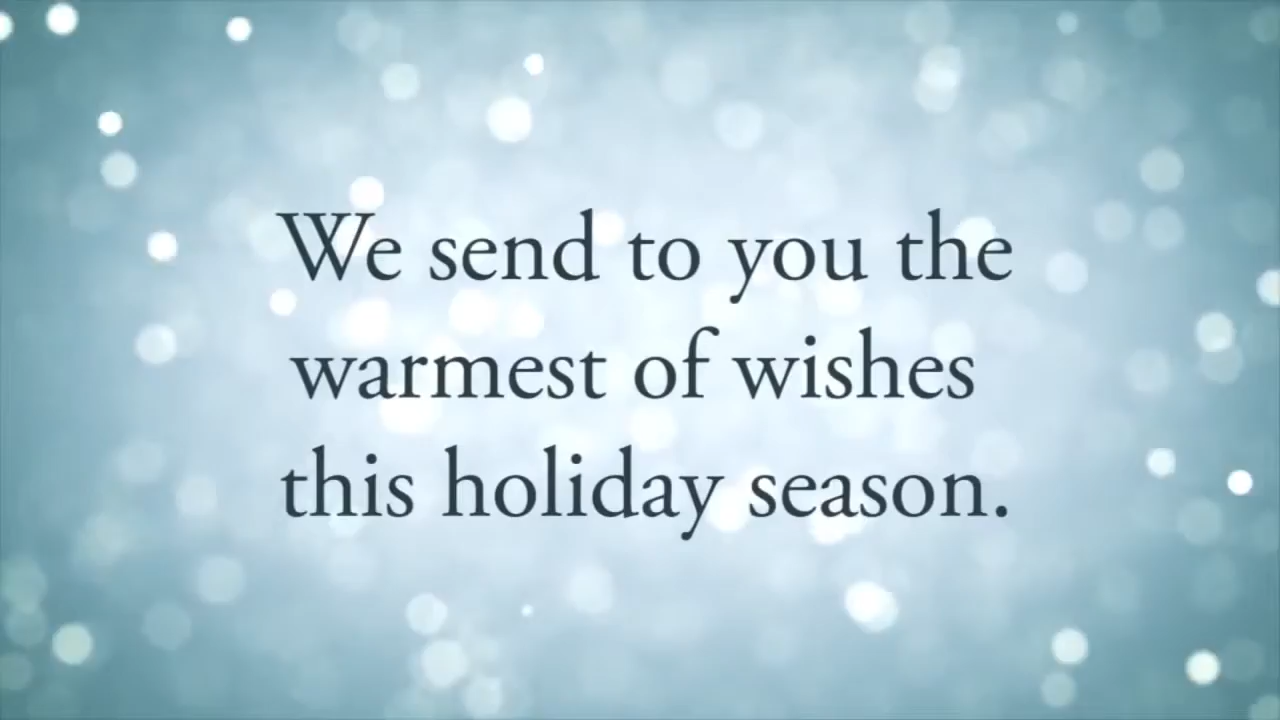 We send to you the
warmest of wishes
this holiday season.